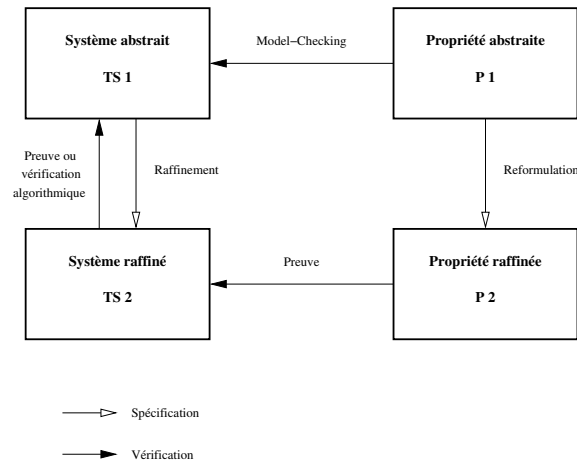 Système abstrait
TS 1
Model−Checking
Propriété abstraite
P 1
Preuve ou
vérification
algorithmique
Raffinement
Reformulation
Système raffiné
TS 2
Preuve
Propriété raffinée
P 2
Spécification
Vérification